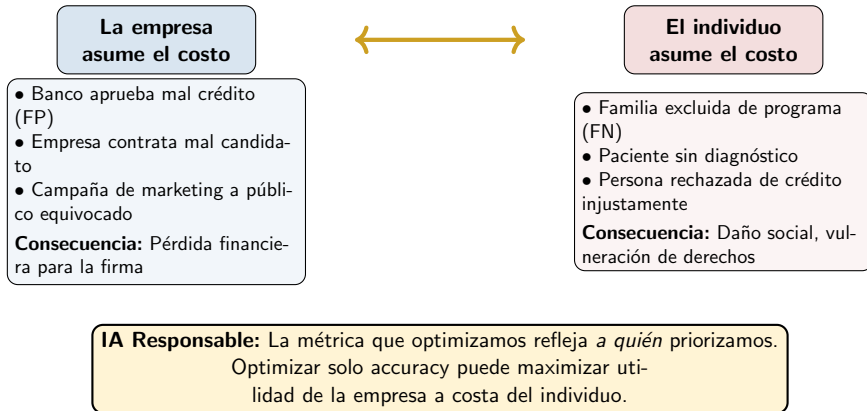 La empresa
asume el costo
• Banco aprueba mal crédito
(FP)
• Empresa contrata mal candida-
to
• Campaña de marketing a públi-
co equivocado
Consecuencia: Pérdida financie-
ra para la firma
El individuo
asume el costo
• Familia excluida de programa
(FN)
• Paciente sin diagnóstico
• Persona rechazada de crédito
injustamente
Consecuencia: Daño social, vul-
neración de derechos
IA Responsable: La métrica que optimizamos refleja a quién priorizamos.
Optimizar solo accuracy puede maximizar uti-
lidad de la empresa a costa del individuo.